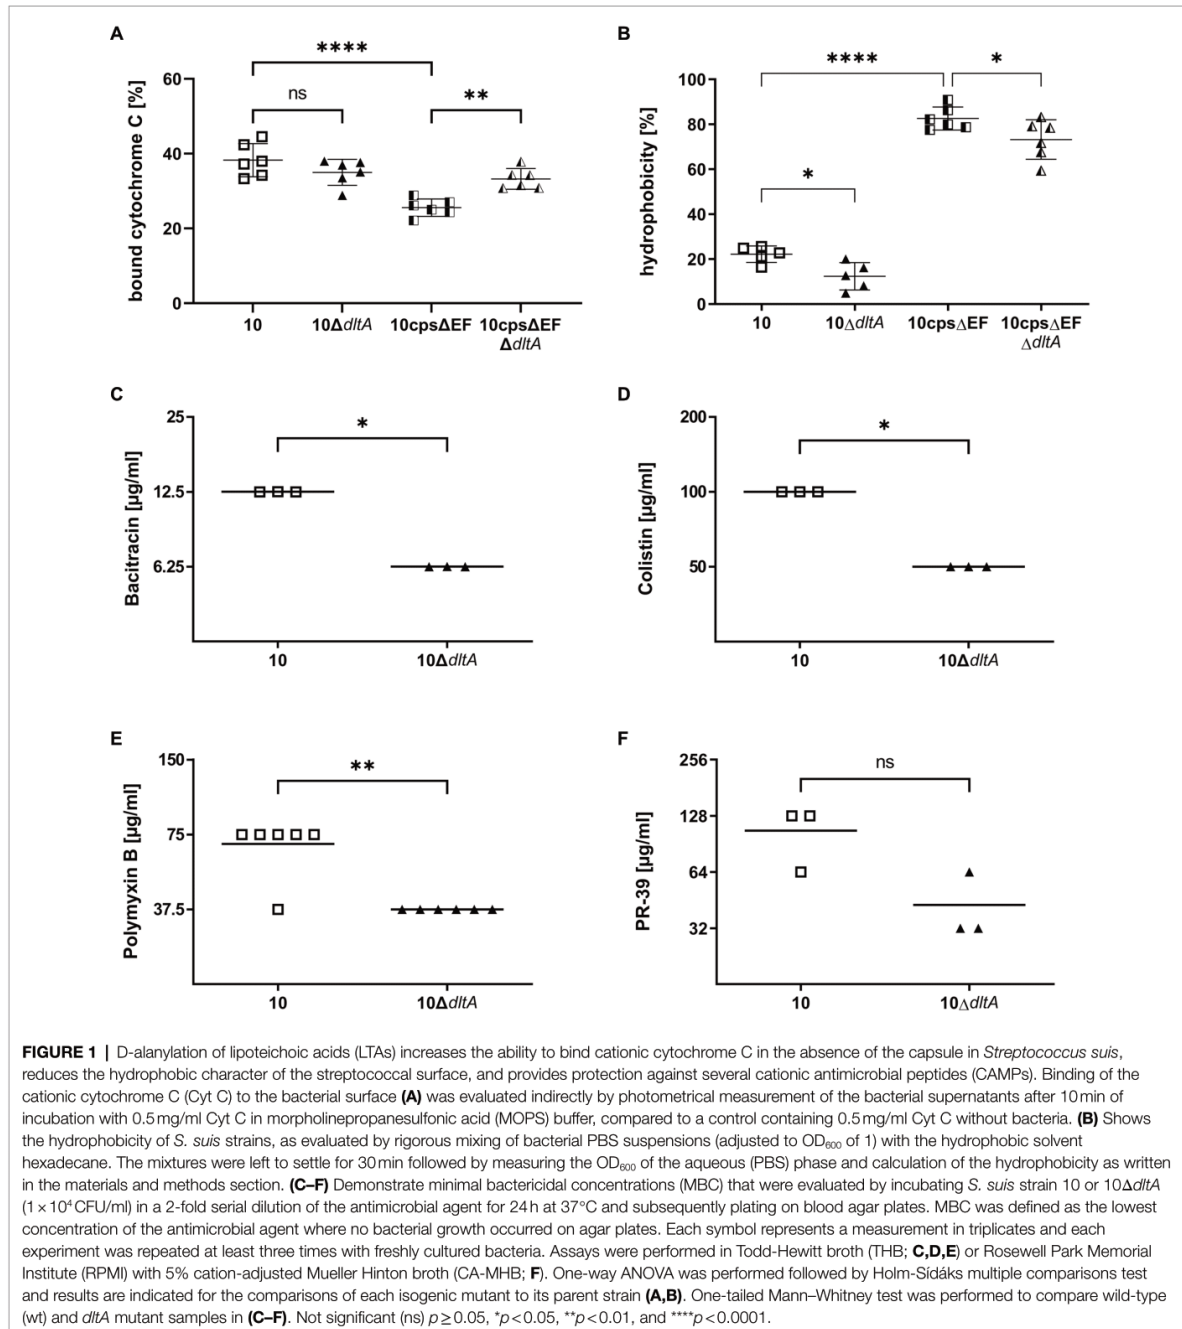 A
****
ns
**
bound cytochrome C [%]
60
40
20
0
10
10ΔdltA
10cpsΔEF
10cpsΔEF
ΔdltA
B
****
*
*
hydrophobicity [%]
100
80
60
40
20
0
10
10ΔdltA
10cpsΔEF
10cpsΔEF
ΔdltA
C
*
Bacitracin [µg/ml]
25
12.5
6.25
10
10ΔdltA
D
*
Colistin [µg/ml]
200
100
50
10
10ΔdltA
E
**
Polymyxin B [µg/ml]
150
75
37.5
10
10ΔdltA
F
ns
PR-39 [µg/ml]
256
128
64
32
10
10ΔdltA
FIGURE 1 | D-alanylation of lipoteichoic acids (LTAs) increases the ability to bind cationic cytochrome C in the absence of the capsule in Streptococcus suis,
reduces the hydrophobic character of the streptococcal surface, and provides protection against several cationic antimicrobial peptides (CAMPs). Binding of the
cationic cytochrome C (Cyt C) to the bacterial surface (A) was evaluated indirectly by photometrical measurement of the bacterial supernatants after 10 min of
incubation with 0.5 mg/ml Cyt C in morpholinepropanesulfonic acid (MOPS) buffer, compared to a control containing 0.5 mg/ml Cyt C without bacteria. (B) Shows
the hydrophobicity of S. suis strains, as evaluated by rigorous mixing of bacterial PBS suspensions (adjusted to OD600 of 1) with the hydrophobic solvent
hexadecane. The mixtures were left to settle for 30 min followed by measuring the OD600 of the aqueous (PBS) phase and calculation of the hydrophobicity as written
in the materials and methods section. (C–F) Demonstrate minimal bactericidal concentrations (MBC) that were evaluated by incubating S. suis strain 10 or 10ΔdltA
(1 × 10⁴ CFU/ml) in a 2-fold serial dilution of the antimicrobial agent for 24 h at 37°C and subsequently plating on blood agar plates. MBC was defined as the lowest
concentration of the antimicrobial agent where no bacterial growth occurred on agar plates. Each symbol represents a measurement in triplicates and each
experiment was repeated at least three times with freshly cultured bacteria. Assays were performed in Todd-Hewitt broth (THB; C,D,E) or Rosewell Park Memorial
Institute (RPMI) with 5% cation-adjusted Mueller Hinton broth (CA-MHB; F). One-way ANOVA was performed followed by Holm-Sídáks multiple comparisons test
and results are indicated for the comparisons of each isogenic mutant to its parent strain (A,B). One-tailed Mann–Whitney test was performed to compare wild-type
(wt) and dltA mutant samples in (C–F). Not significant (ns) p ≥ 0.05, *p < 0.05, **p < 0.01, and ****p < 0.0001.